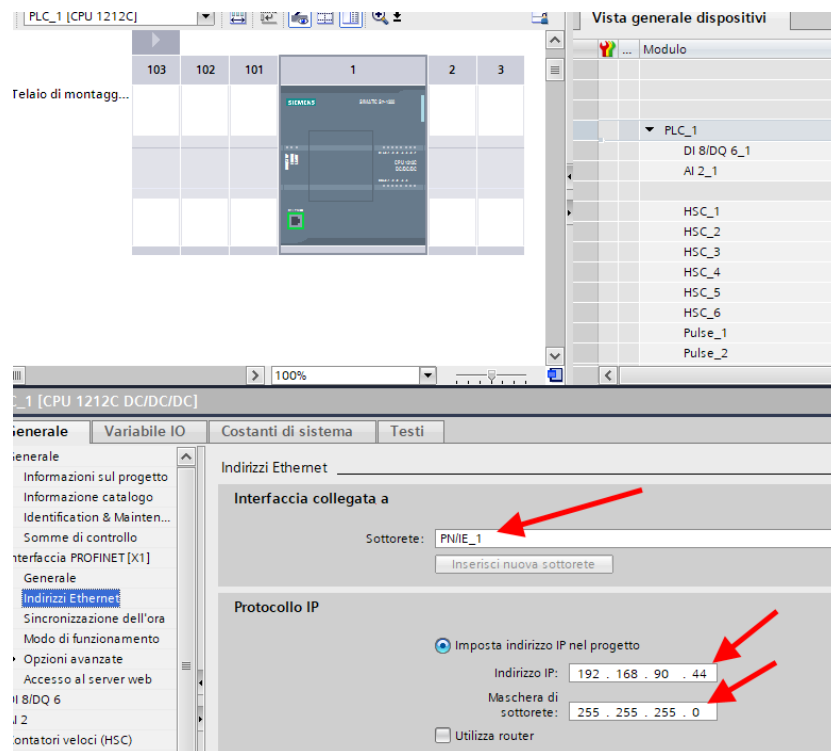 PLC_1 [CPU 1212C]
Vista generale dispositivi
... Modulo
103 102 101 1 2 3
Telaio di montagg...
SIEMENS
PLC_1
DI 8/DQ 6_1
AI 2_1
HSC_1
HSC_2
HSC_3
HSC_4
HSC_5
HSC_6
Pulse_1
Pulse_2
100%
C_1 [CPU 1212C DC/DC/DC]
Generale Variabile IO Costanti di sistema Testi
Generale
Informazioni sul progetto
Informazione catalogo
Identification & Mainten...
Somme di controllo
nterfaccia PROFINET [X1]
Generale
Indirizzi Ethernet
Sincronizzazione dell'ora
Modo di funzionamento
Opzioni avanzate
Accesso al server web
DI 8/DQ 6
AI 2
Contatori veloci (HSC)
Indirizzi Ethernet
Interfaccia collegata a
Sottorete: PN/IE_1
Inserisci nuova sottorete
Protocollo IP
Imposta indirizzo IP nel progetto
Indirizzo IP: 192 . 168 . 90 . 44
Maschera di
sottorete: 255 . 255 . 255 . 0
Utilizza router